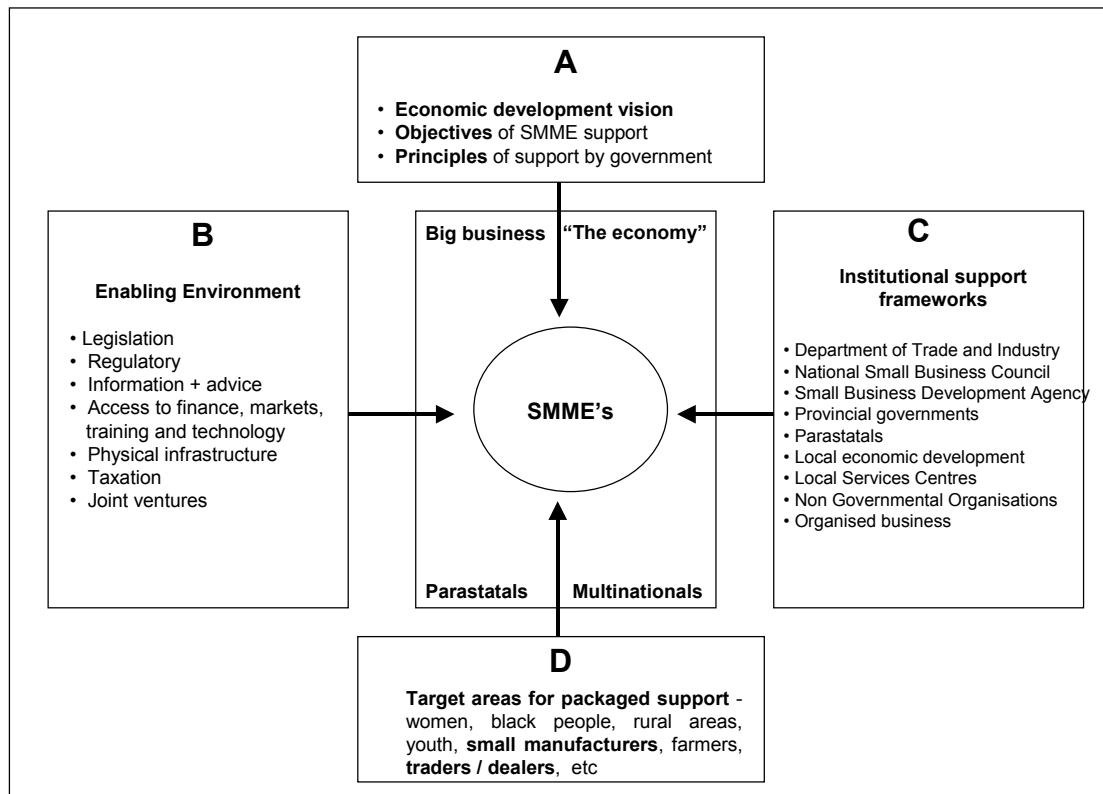 A
• Economic development vision
• Objectives of SMME support
• Principles of support by government
B
Enabling Environment
• Legislation
• Regulatory
• Information + advice
• Access to finance, markets,
training and technology
• Physical infrastructure
• Taxation
• Joint ventures
Big business “The economy”
SMME's
Parastatals Multinationals
C
Institutional support
frameworks
• Department of Trade and Industry
• National Small Business Council
• Small Business Development Agency
• Provincial governments
• Parastatals
• Local economic development
• Local Services Centres
• Non Governmental Organisations
• Organised business
D
Target areas for packaged support -
women, black people, rural areas,
youth, small manufacturers, farmers,
traders / dealers, etc